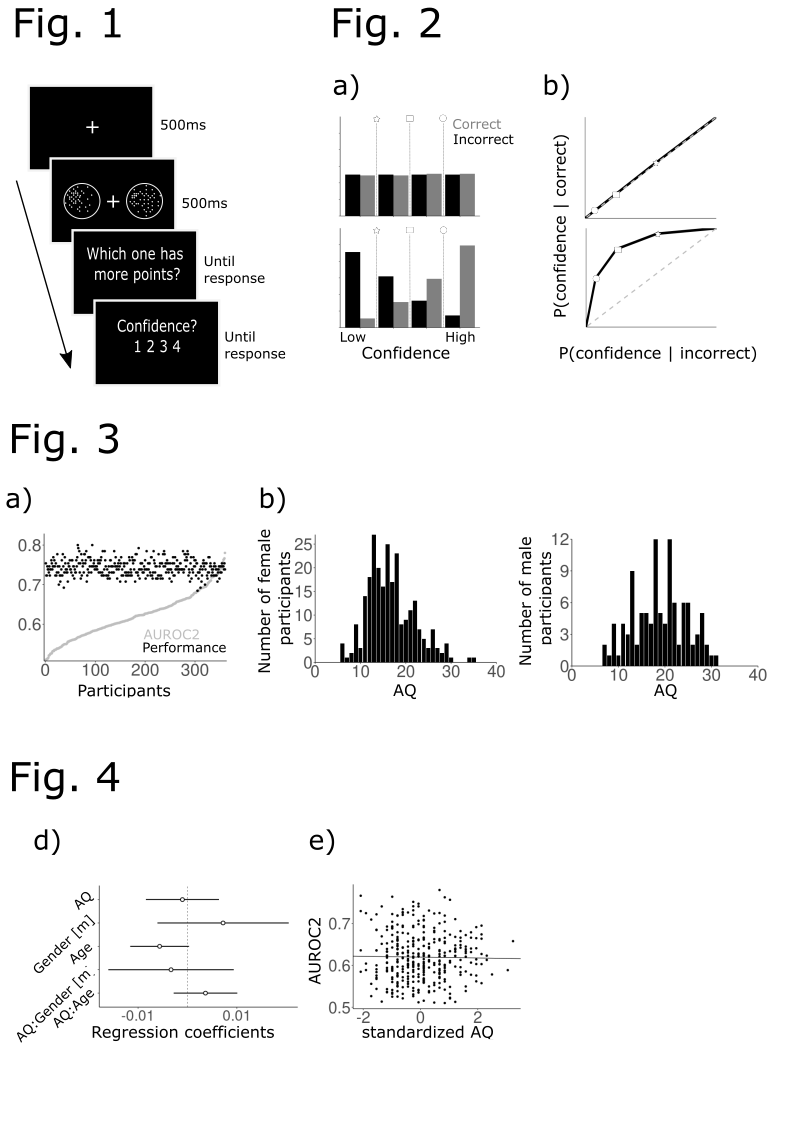 Fig. 1
500ms
500ms
Which one has
more points?
Until
response
Confidence?
1 2 3 4
Until
response
Fig. 2
a)
Correct
Incorrect
Low
High
Confidence
b)
P(confidence | correct)
P(confidence | incorrect)
Fig. 3
a)
0.8
0.7
0.6
AUROC2
Performance
0
100
200
300
Participants
b)
Number of female
participants
25
20
15
10
5
0
0
10
20
30
40
AQ
Number of male
participants
12
9
6
3
0
0
10
20
30
40
AQ
Fig. 4
d)
AQ
Gender [m]
Age
AQ:Gender [m
AQ:Age
-0.01
0.01
Regression coefficients
e)
AUROC2
0.7
0.6
0.5
-2
0
2
standardized AQ